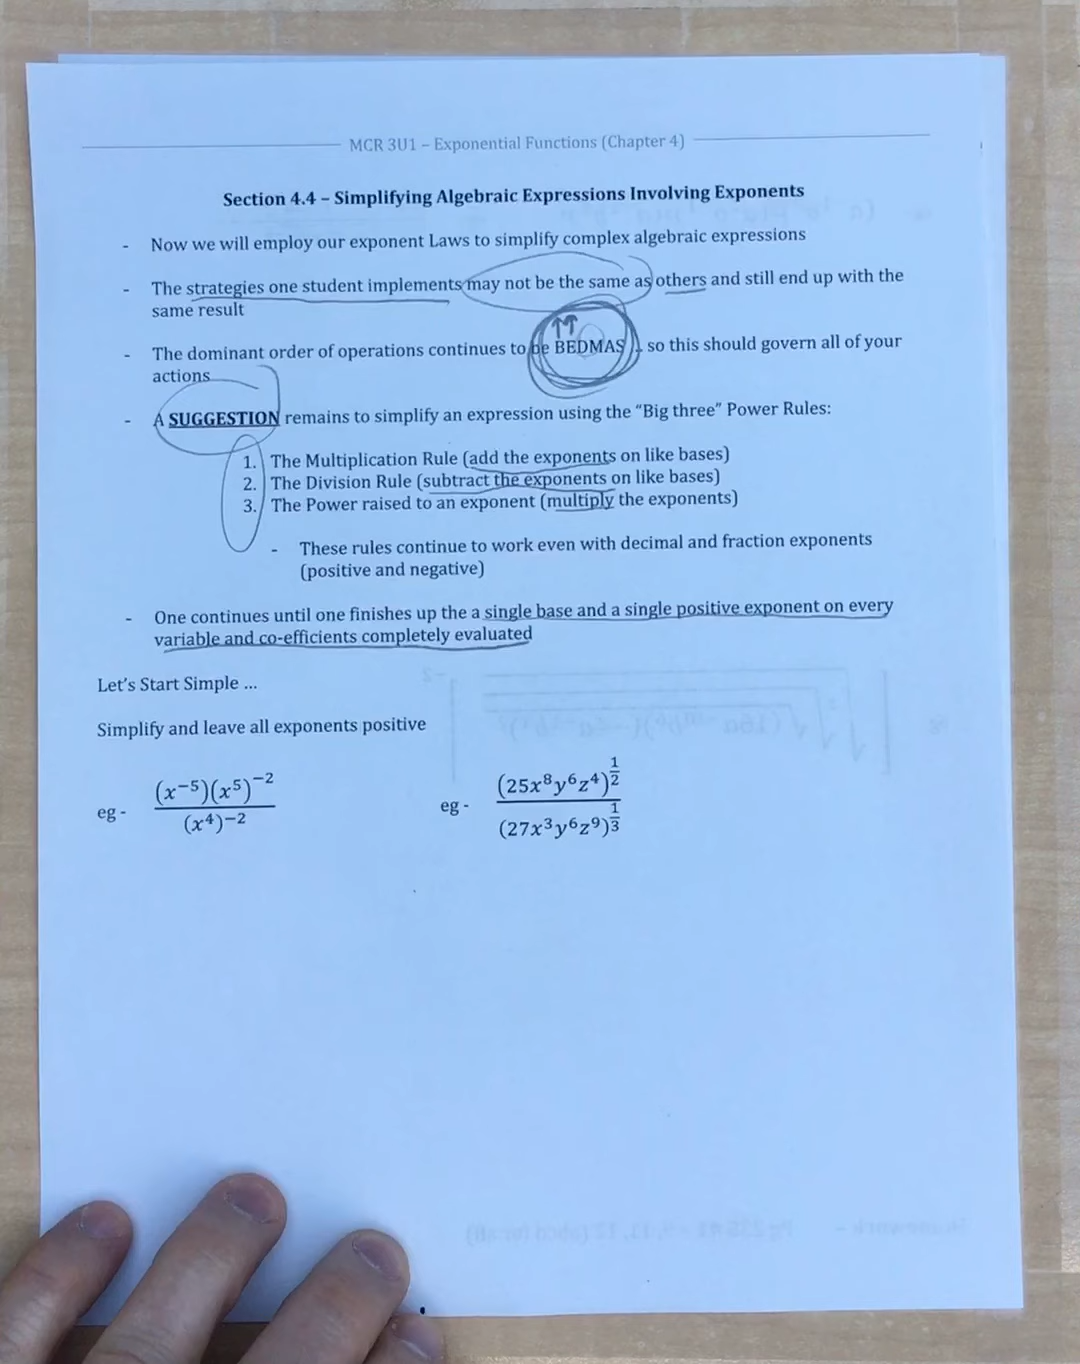 MCR 3U1 – Exponential Functions (Chapter 4)
Section 4.4 – Simplifying Algebraic Expressions Involving Exponents
- Now we will employ our exponent Laws to simplify complex algebraic expressions
- The strategies one student implements may not be the same as others and still end up with the
same result
- The dominant order of operations continues to be BEDMAS ... so this should govern all of your
actions
- A SUGGESTION remains to simplify an expression using the “Big three” Power Rules:
1. The Multiplication Rule (add the exponents on like bases)
2. The Division Rule (subtract the exponents on like bases)
3. The Power raised to an exponent (multiply the exponents)
- These rules continue to work even with decimal and fraction exponents
(positive and negative)
- One continues until one finishes up the a single base and a single positive exponent on every
variable and co-efficients completely evaluated
Let’s Start Simple ...
Simplify and leave all exponents positive
eg - \frac{(x^{-5})(x^5)^{-2}}{(x^4)^{-2}}
eg - \frac{(25x^8y^6z^4)^{\frac{1}{2}}}{(27x^3y^6z^9)^{\frac{1}{3}}}